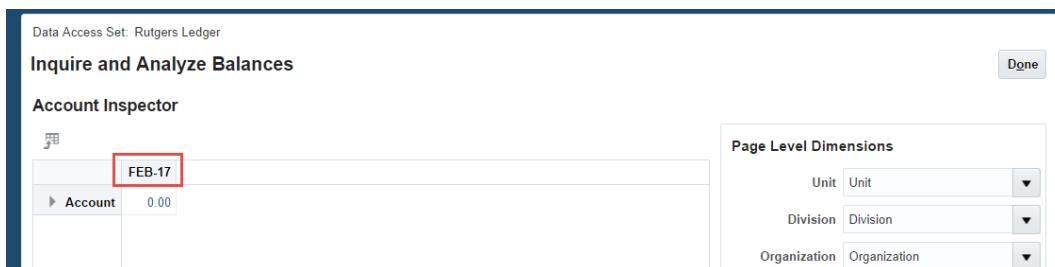 Data Access Set: Rutgers Ledger
Inquire and Analyze Balances
Done
Account Inspector
Page Level Dimensions
FEB-17
Account 0.00
Unit Unit
Division Division
Organization Organization